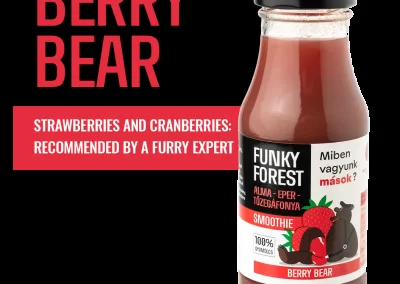 BERRY
BEAR
STRAWBERRIES AND CRANBERRIES:
RECOMMENDED BY A FURRY EXPERT
FUNKY
FOREST
ALMA - EPER -
TŐZEGÁFONYA
SMOOTHIE
100%
GYÜMÖLCS
BERRY BEAR
Miben
vagyunk
mások?